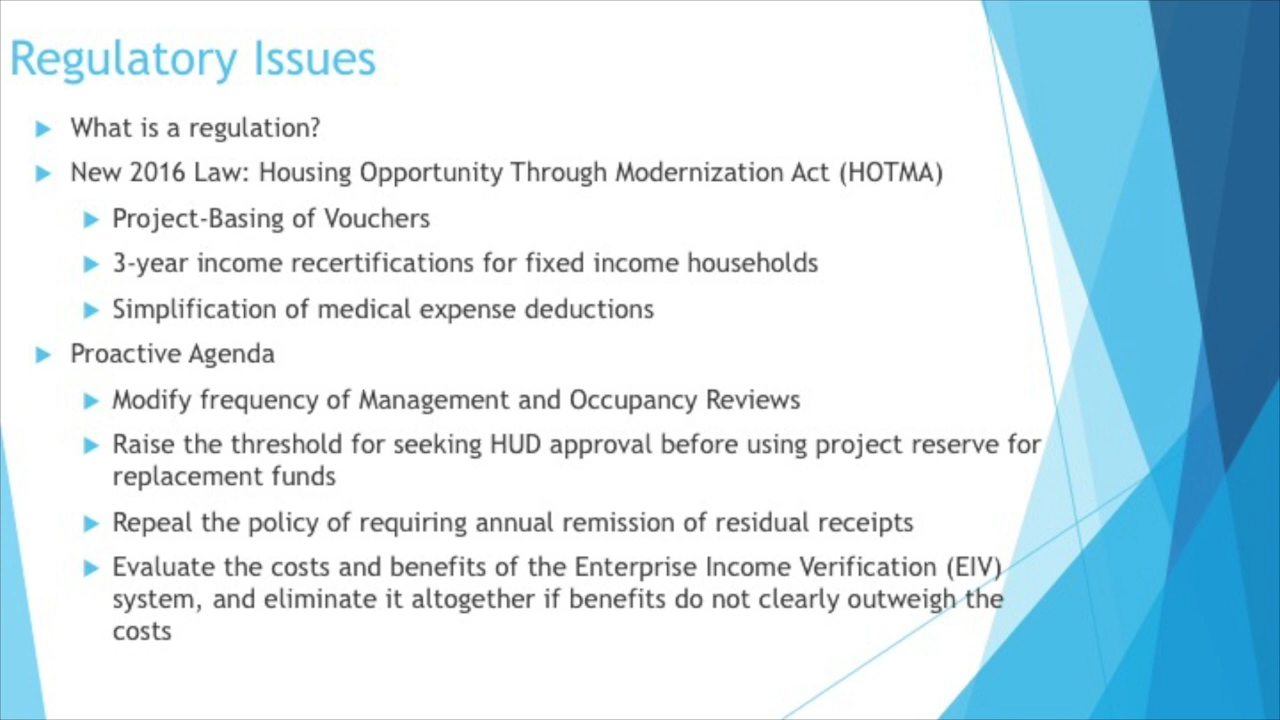 Regulatory Issues
What is a regulation?
New 2016 Law: Housing Opportunity Through Modernization Act (HOTMA)
Project-Basing of Vouchers
3-year income recertifications for fixed income households
Simplification of medical expense deductions
Proactive Agenda
Modify frequency of Management and Occupancy Reviews
Raise the threshold for seeking HUD approval before using project reserve for
replacement funds
Repeal the policy of requiring annual remission of residual receipts
Evaluate the costs and benefits of the Enterprise Income Verification (EIV)
system, and eliminate it altogether if benefits do not clearly outweigh the
costs